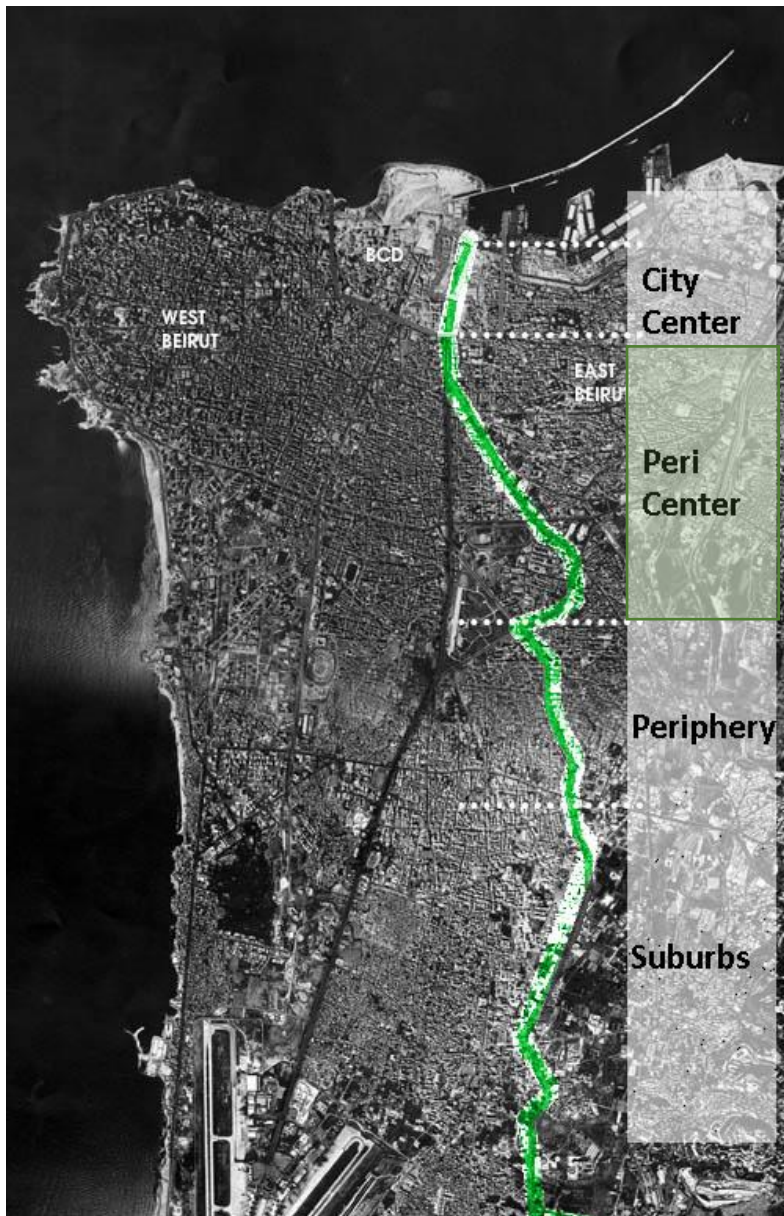 BCD
City
Center
WEST
BEIRUT
EAST
BEIRUT
Peri
Center
Periphery
Suburbs